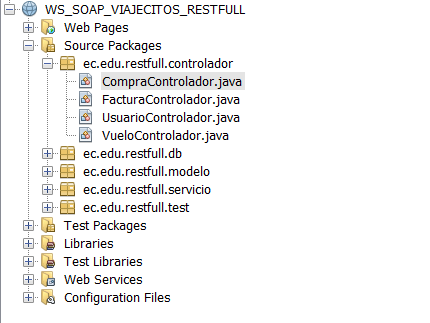 WS_SOAP_VIAJECITOS_RESTFULL
Web Pages
Source Packages
ec.edu.restfull.controlador
CompraControlador.java
FacturaControlador.java
UsuarioControlador.java
VueloControlador.java
ec.edu.restfull.db
ec.edu.restfull.modelo
ec.edu.restfull.servicio
ec.edu.restfull.test
Test Packages
Libraries
Test Libraries
Web Services
Configuration Files